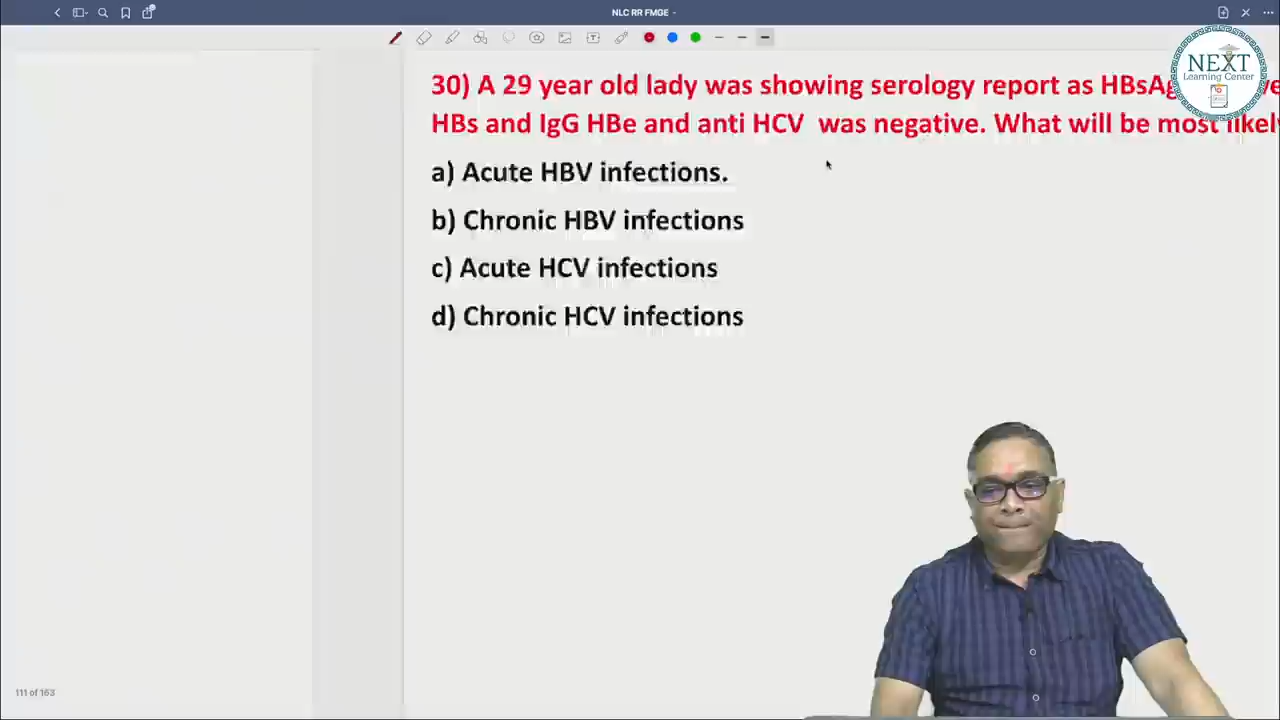 NLC RR FMGE
NEXT
Learning Center
30) A 29 year old lady was showing serology report as HBsAg
HBs and IgG HBe and anti HCV was negative. What will be most likely
a) Acute HBV infections.
b) Chronic HBV infections
c) Acute HCV infections
d) Chronic HCV infections
111 of 163